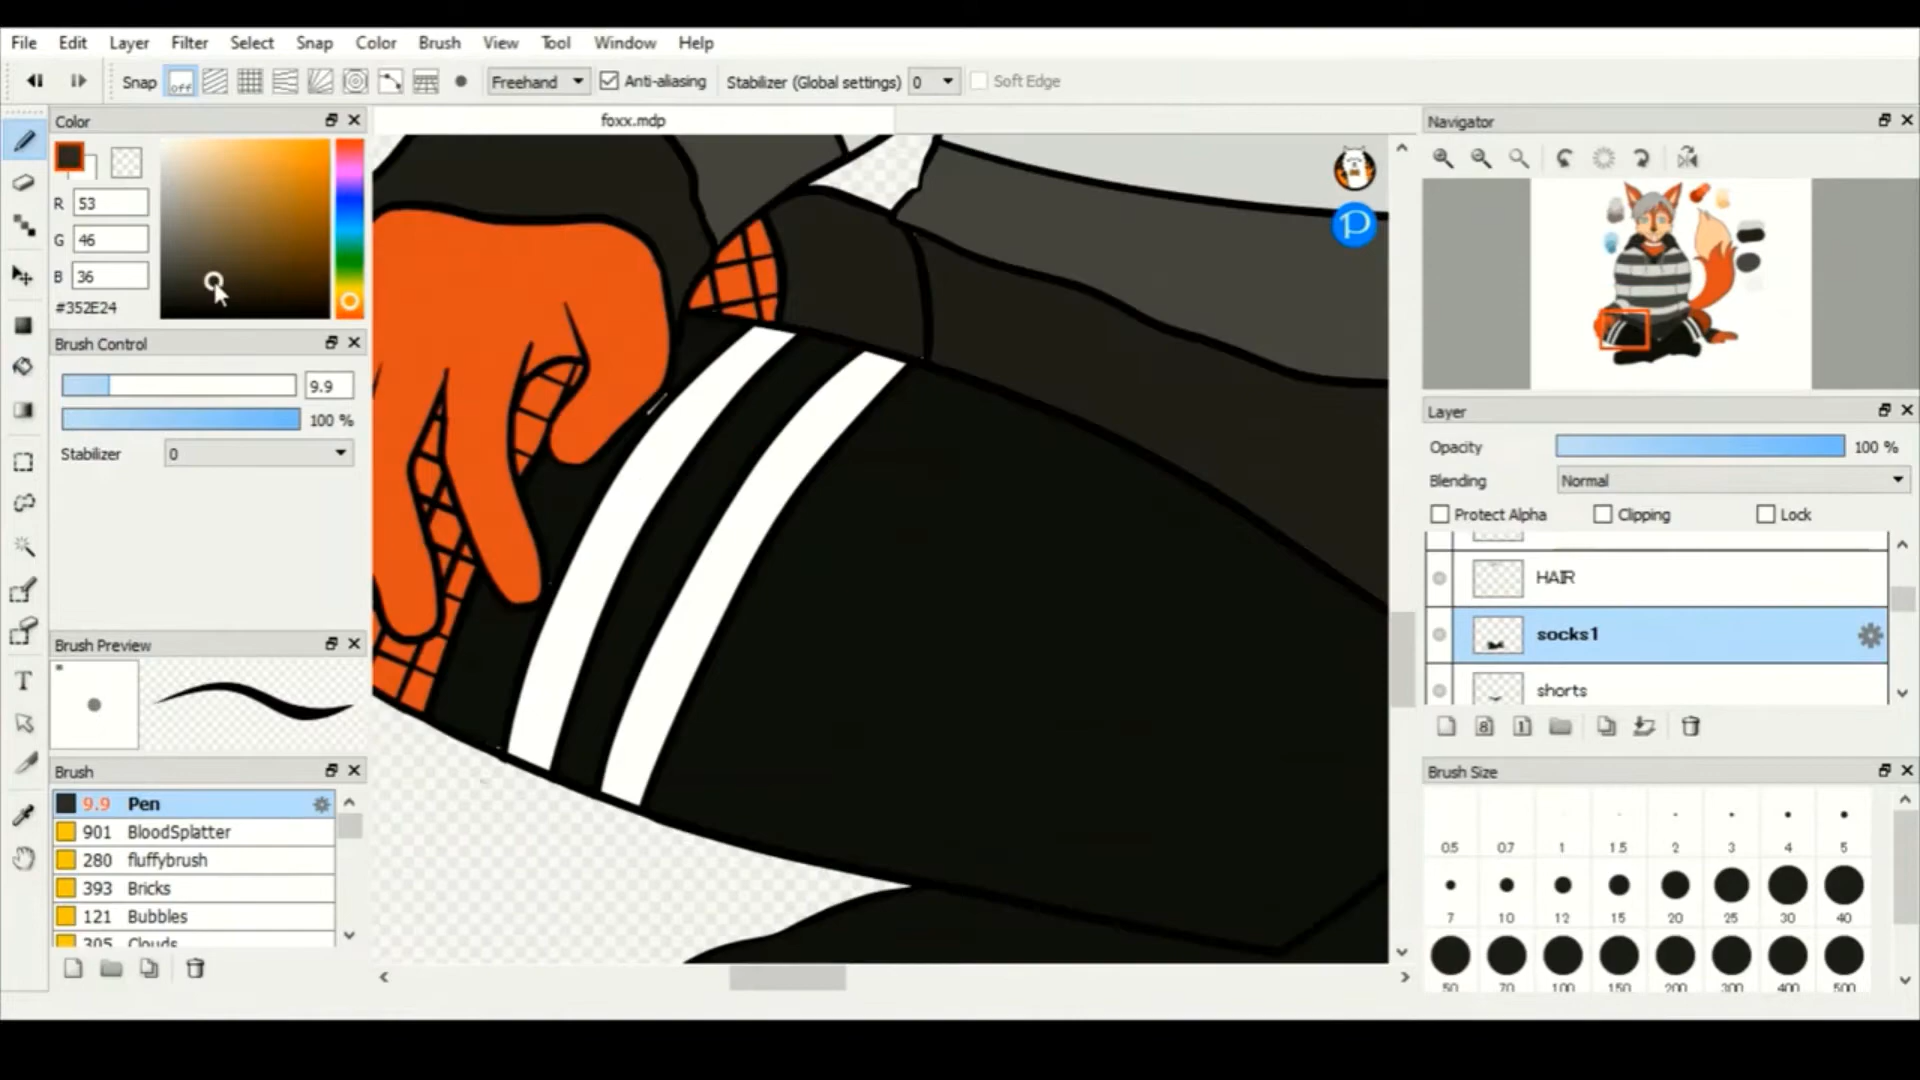 File Edit Layer Filter Select Snap Color Brush View Tool Window Help
Snap off Freehand Anti-aliasing Stabilizer (Global settings) 0 Soft Edge
Color
foxx.mdp
Navigator
R 53
G 46
B 36
#352E24
P
Brush Control
9.9
100 %
Stabilizer 0
Layer
Opacity 100 %
Blending Normal
Protect Alpha Clipping Lock
HAIR
socks1
shorts
8 1
Brush Preview
T
Brush
9.9 Pen
901 BloodSplatter
280 fluffybrush
393 Bricks
121 Bubbles
305 Clouds
Brush Size
0.5 0.7 1 1.5 2 3 4 5
7 10 12 15 20 25 30 40
50 70 100 150 200 300 400 500